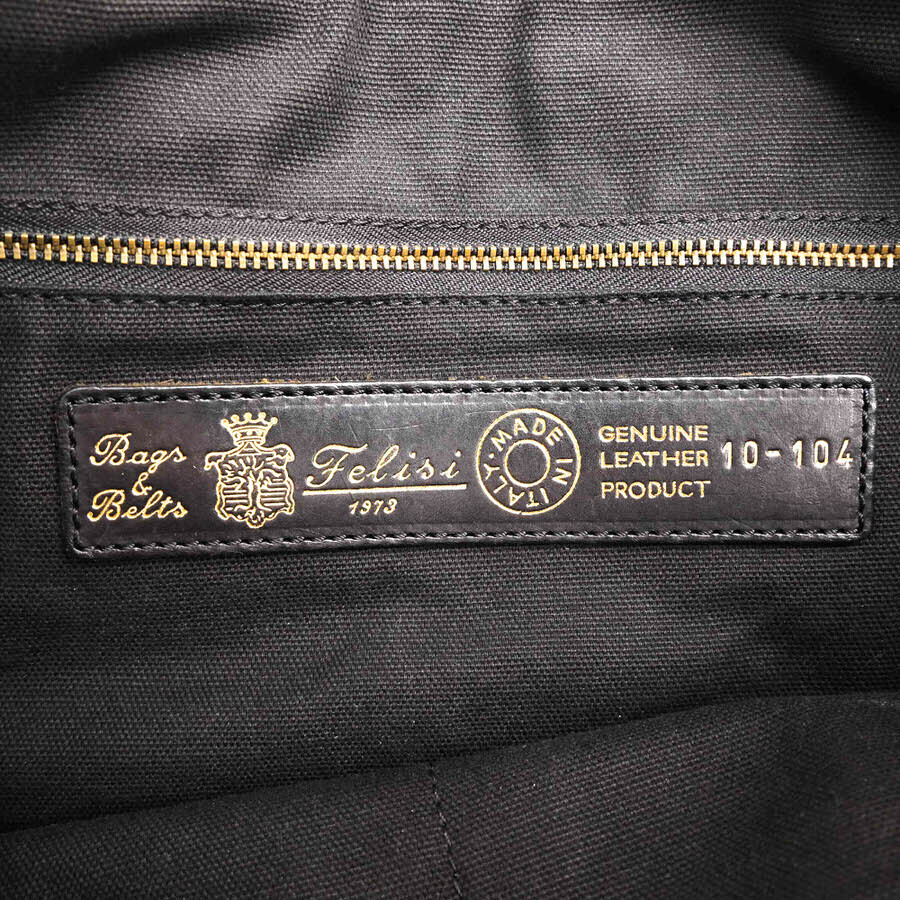 Bags
&
Belts
Felisi
1973
MADE IN ITALY
GENUINE
LEATHER
PRODUCT
10-104